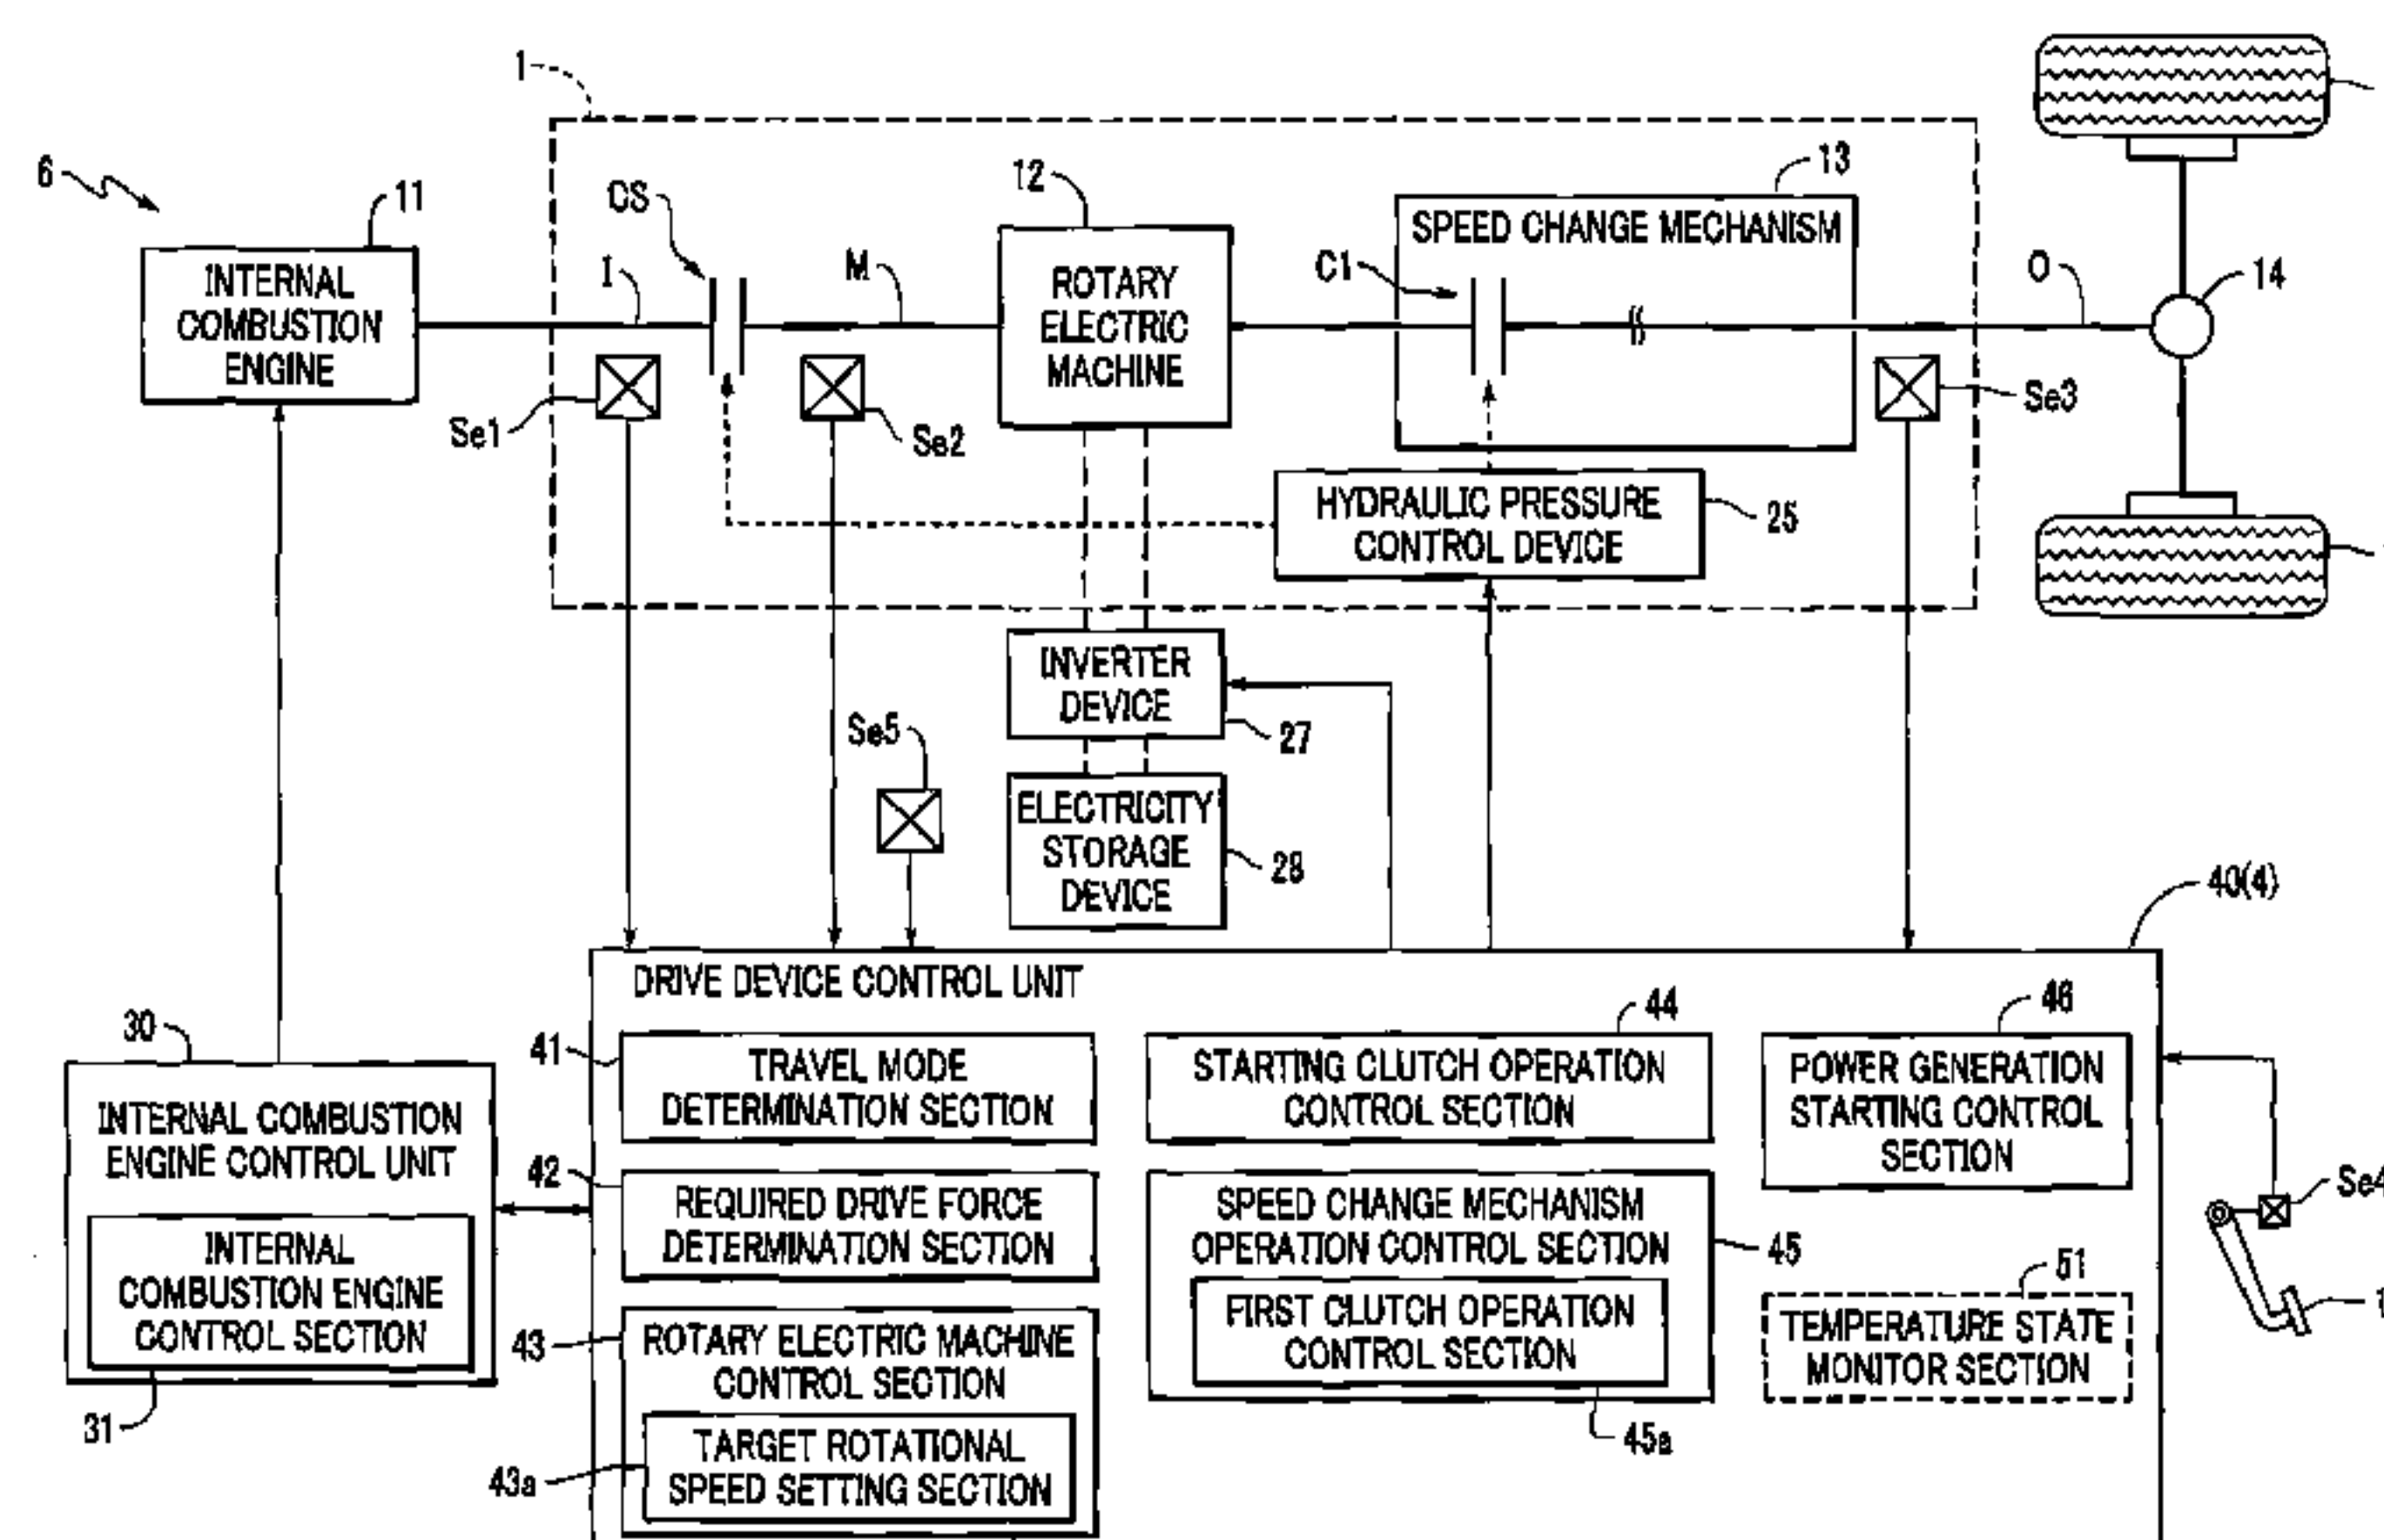 1
6
11
CS
12
13
INTERNAL
COMBUSTION
ENGINE
I
M
ROTARY
ELECTRIC
MACHINE
SPEED CHANGE MECHANISM
C1
O
14
Se1
Se2
Se3
HYDRAULIC PRESSURE
CONTROL DEVICE
25
INVERTER
DEVICE
27
Se5
ELECTRICITY
STORAGE
DEVICE
28
40(4)
DRIVE DEVICE CONTROL UNIT
30
INTERNAL COMBUSTION
ENGINE CONTROL UNIT
INTERNAL
COMBUSTION ENGINE
CONTROL SECTION
31
41
TRAVEL MODE
DETERMINATION SECTION
42
REQUIRED DRIVE FORCE
DETERMINATION SECTION
43
ROTARY ELECTRIC MACHINE
CONTROL SECTION
43a
TARGET ROTATIONAL
SPEED SETTING SECTION
44
STARTING CLUTCH OPERATION
CONTROL SECTION
SPEED CHANGE MECHANISM
OPERATION CONTROL SECTION
45
FIRST CLUTCH OPERATION
CONTROL SECTION
45a
46
POWER GENERATION
STARTING CONTROL
SECTION
51
TEMPERATURE STATE
MONITOR SECTION
Se4